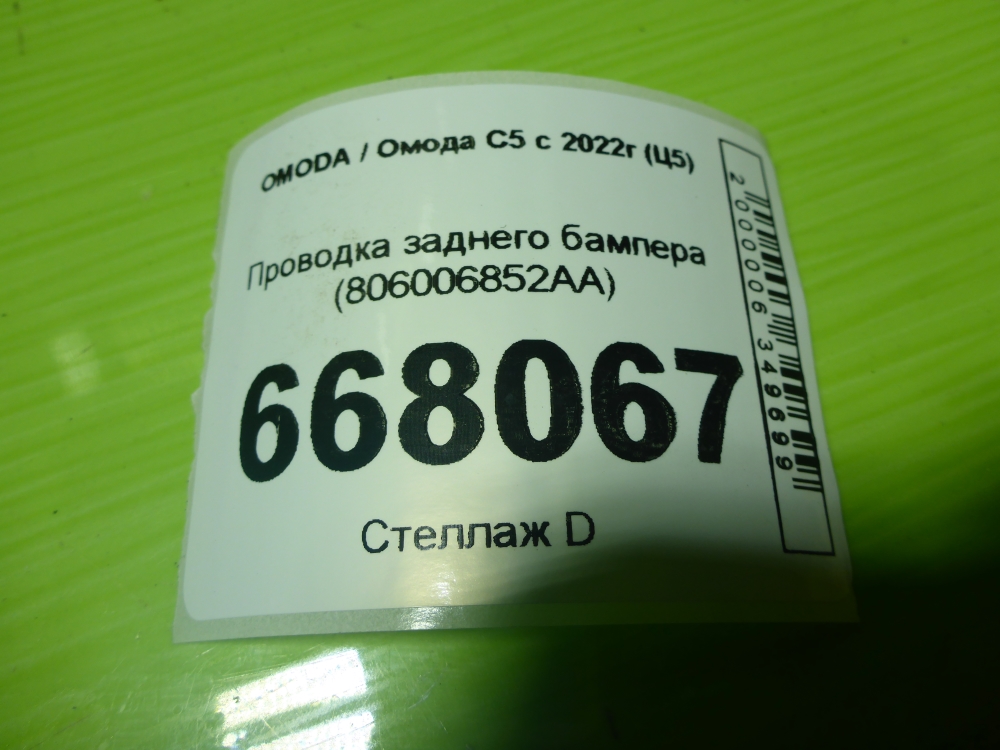 OMODA / Омода С5 с 2022г (Ц5)
Проводка заднего бампера
(806006852AA)
668067
Стеллаж D
2000006349699